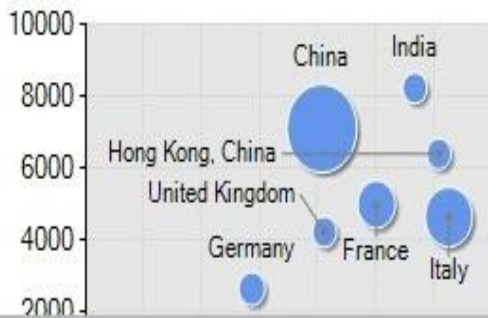 10000
India
China
8000
Hong Kong, China
6000
United Kingdom
4000
Germany
France
Italy
2000